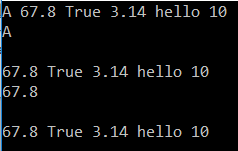 A 67.8 True 3.14 hello 10
A
67.8 True 3.14 hello 10
67.8
67.8 True 3.14 hello 10